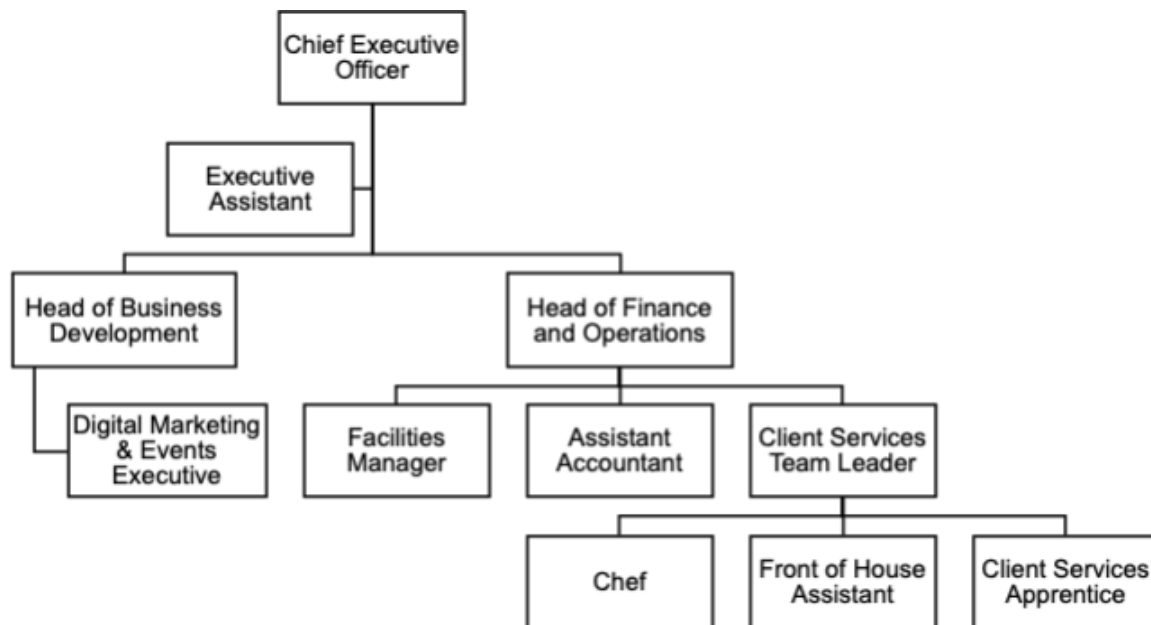 Chief Executive
Officer
Executive
Assistant
Head of Business
Development
Head of Finance
and Operations
Digital Marketing
& Events
Executive
Facilities
Manager
Assistant
Accountant
Client Services
Team Leader
Chef
Front of House
Assistant
Client Services
Apprentice